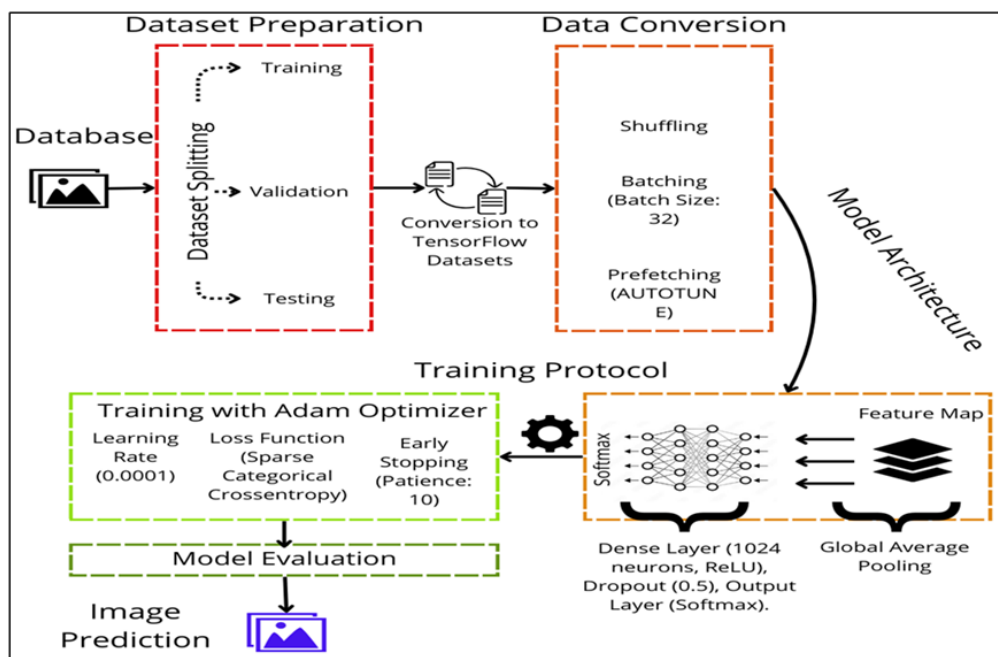 Dataset Preparation
Data Conversion
Database
Dataset Splitting
Training
Validation
Testing
Conversion to
TensorFlow
Datasets
Shuffling
Batching
(Batch Size:
32)
Prefetching
(AUTOTUN
E)
Model Architecture
Training Protocol
Training with Adam Optimizer
Learning
Rate
(0.0001)
Loss Function
(Sparse
Categorical
Crossentropy)
Early
Stopping
(Patience:
10)
Softmax
Feature Map
Dense Layer (1024
neurons, ReLU),
Dropout (0.5), Output
Layer (Softmax).
Global Average
Pooling
Model Evaluation
Image
Prediction